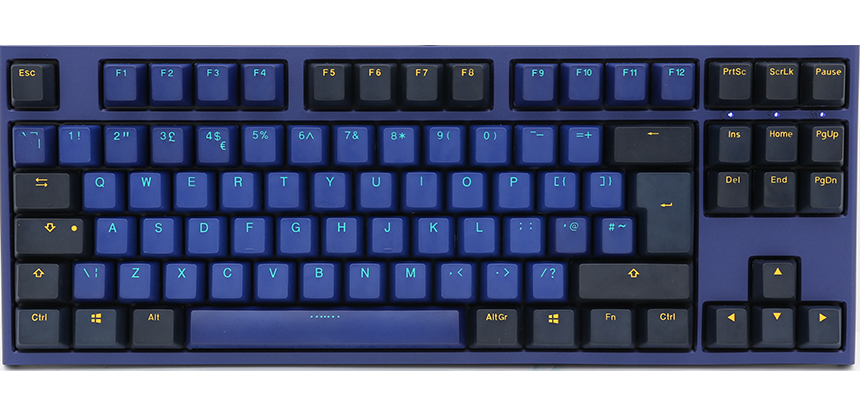 Esc F1 F2 F3 F4 F5 F6 F7 F8 F9 F10 F11 F12 PrtSc ScrLk Pause
`¬¦ 1! 2" 3£ 4$€ 5% 6^ 7& 8* 9( 0) -_ =+ ← Ins Home PgUp
⇆ Q W E R T Y U I O P [{ ]} ↵ Del End PgDn
A S D F G H J K L ;: '@ #~
⇧ \¦ Z X C V B N M ,< .> /? ⇧ ▲
Ctrl Alt AltGr Fn Ctrl ◄ ▼ ►